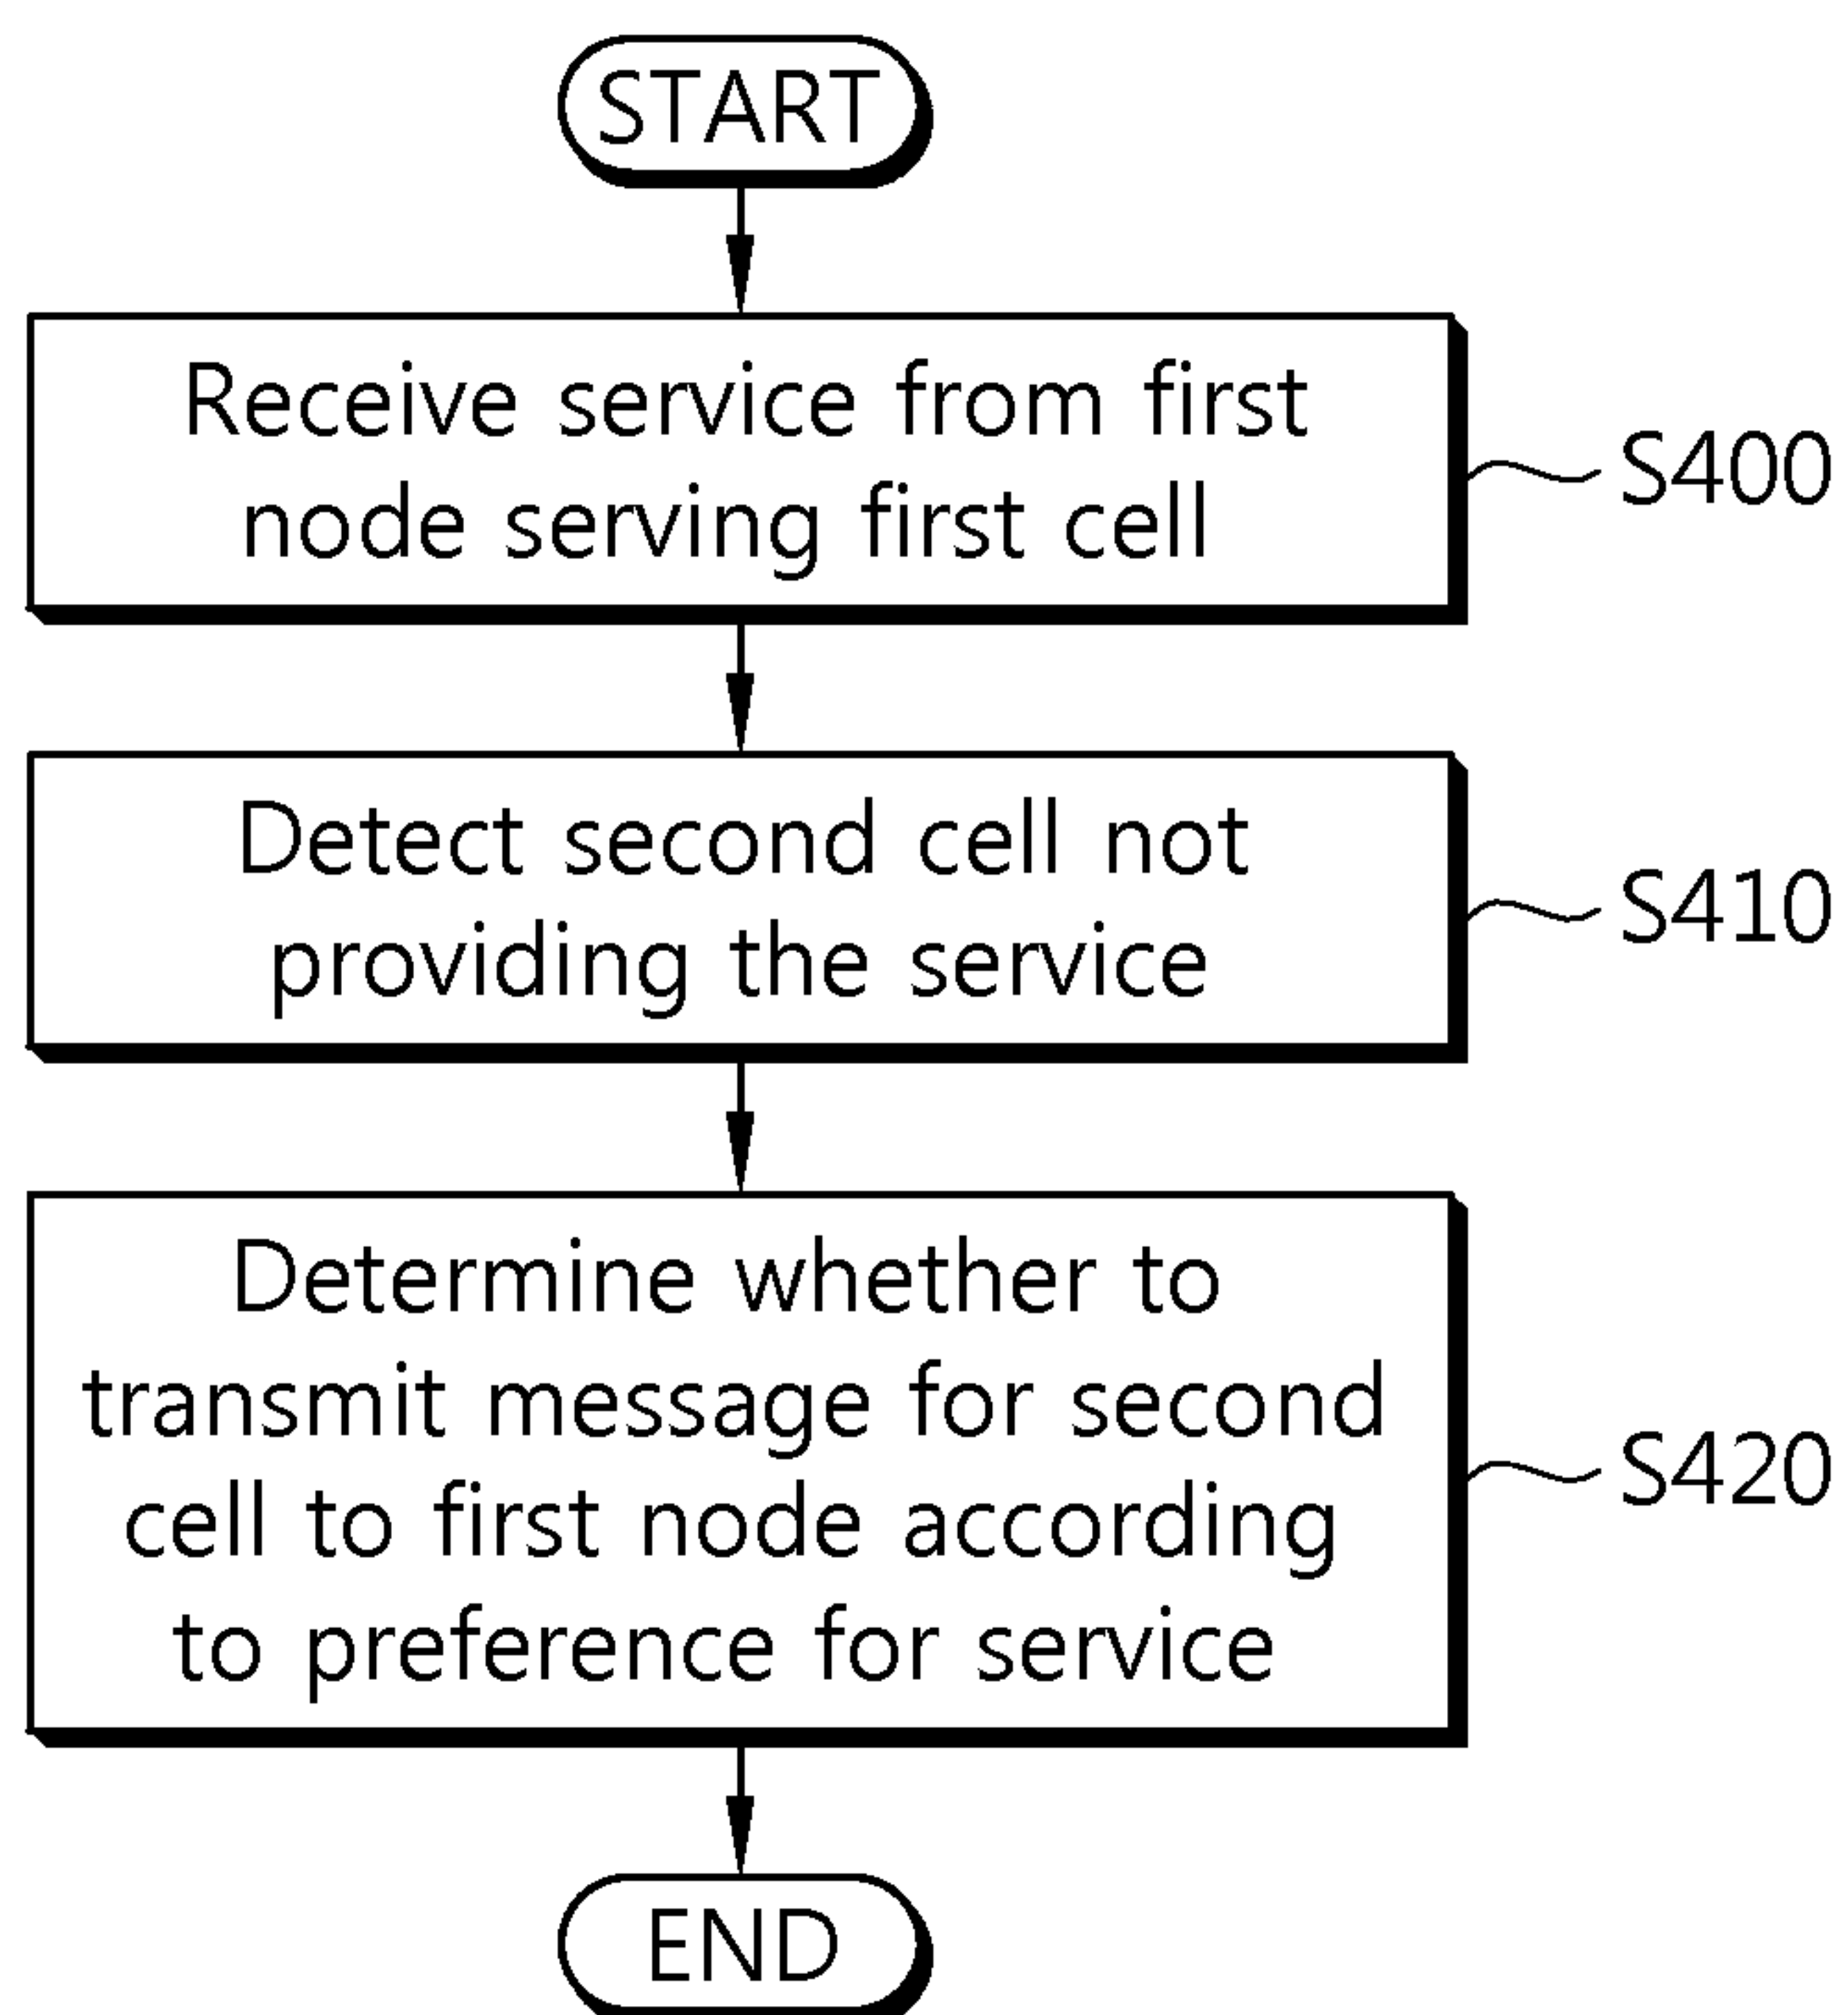 START
Receive service from first
node serving first cell
S400
Detect second cell not
providing the service
S410
Determine whether to
transmit message for second
cell to first node according
to preference for service
S420
END